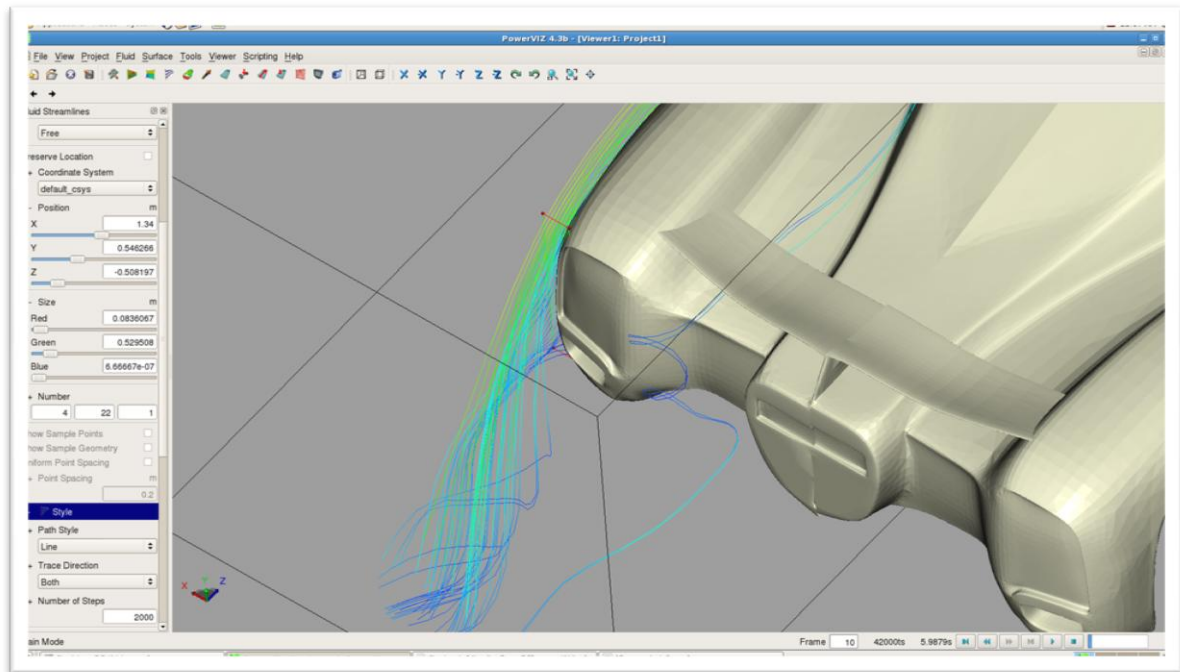 PowerVIZ 4.3b - [Viewer1: Project1]
File View Project Fluid Surface Tools Viewer Scripting Help
X X Y Y Z Z
luid Streamlines
Free
reserve Location
+ Coordinate System
default_csys
- Position m
X 1.34
Y 0.546266
Z -0.508197
- Size m
Red 0.0836067
Green 0.529508
Blue 6.66667e-07
+ Number
4 22 1
how Sample Points
how Sample Geometry
niform Point Spacing
+ Point Spacing m
0.2
Style
+ Path Style
Line
+ Trace Direction
Both
+ Number of Steps
2000
X Y Z
ain Mode
Frame 10 42000ts 5.9879s